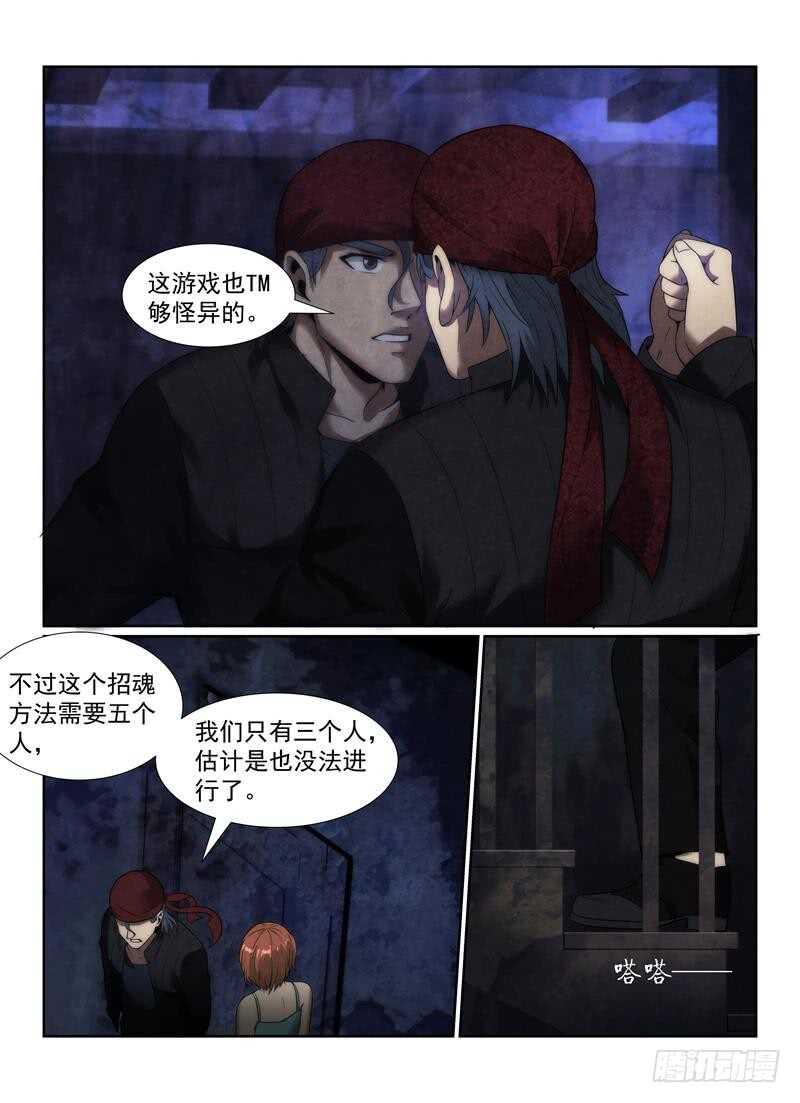 这游戏也TM
够怪异的。
不过这个招魂
方法需要五个
人，
我们只有三个人，
估计是也没法进
行了。
嗒嗒——
腾讯动漫